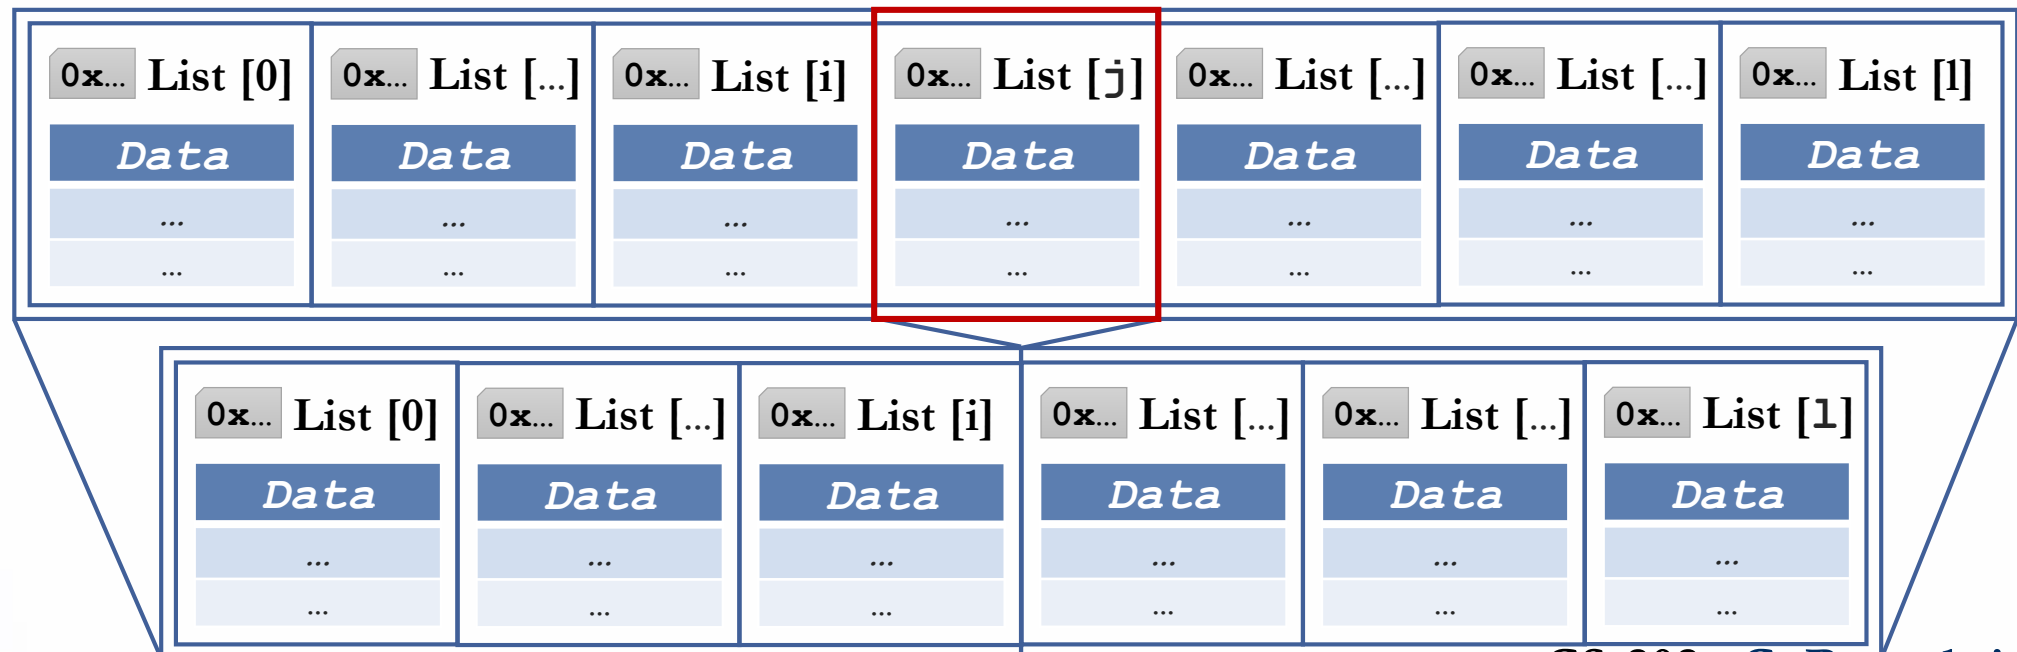 0x... List [0] 0x... List [...] 0x... List [i] 0x... List [j] 0x... List [...] 0x... List [...] 0x... List [l]
Data Data Data Data Data Data Data
... ... ... ... ... ... ...
... ... ... ... ... ... ...
0x... List [0] 0x... List [...] 0x... List [i] 0x... List [...] 0x... List [...] 0x... List [l]
Data Data Data Data Data Data
... ... ... ... ... ...
... ... ... ... ... ...